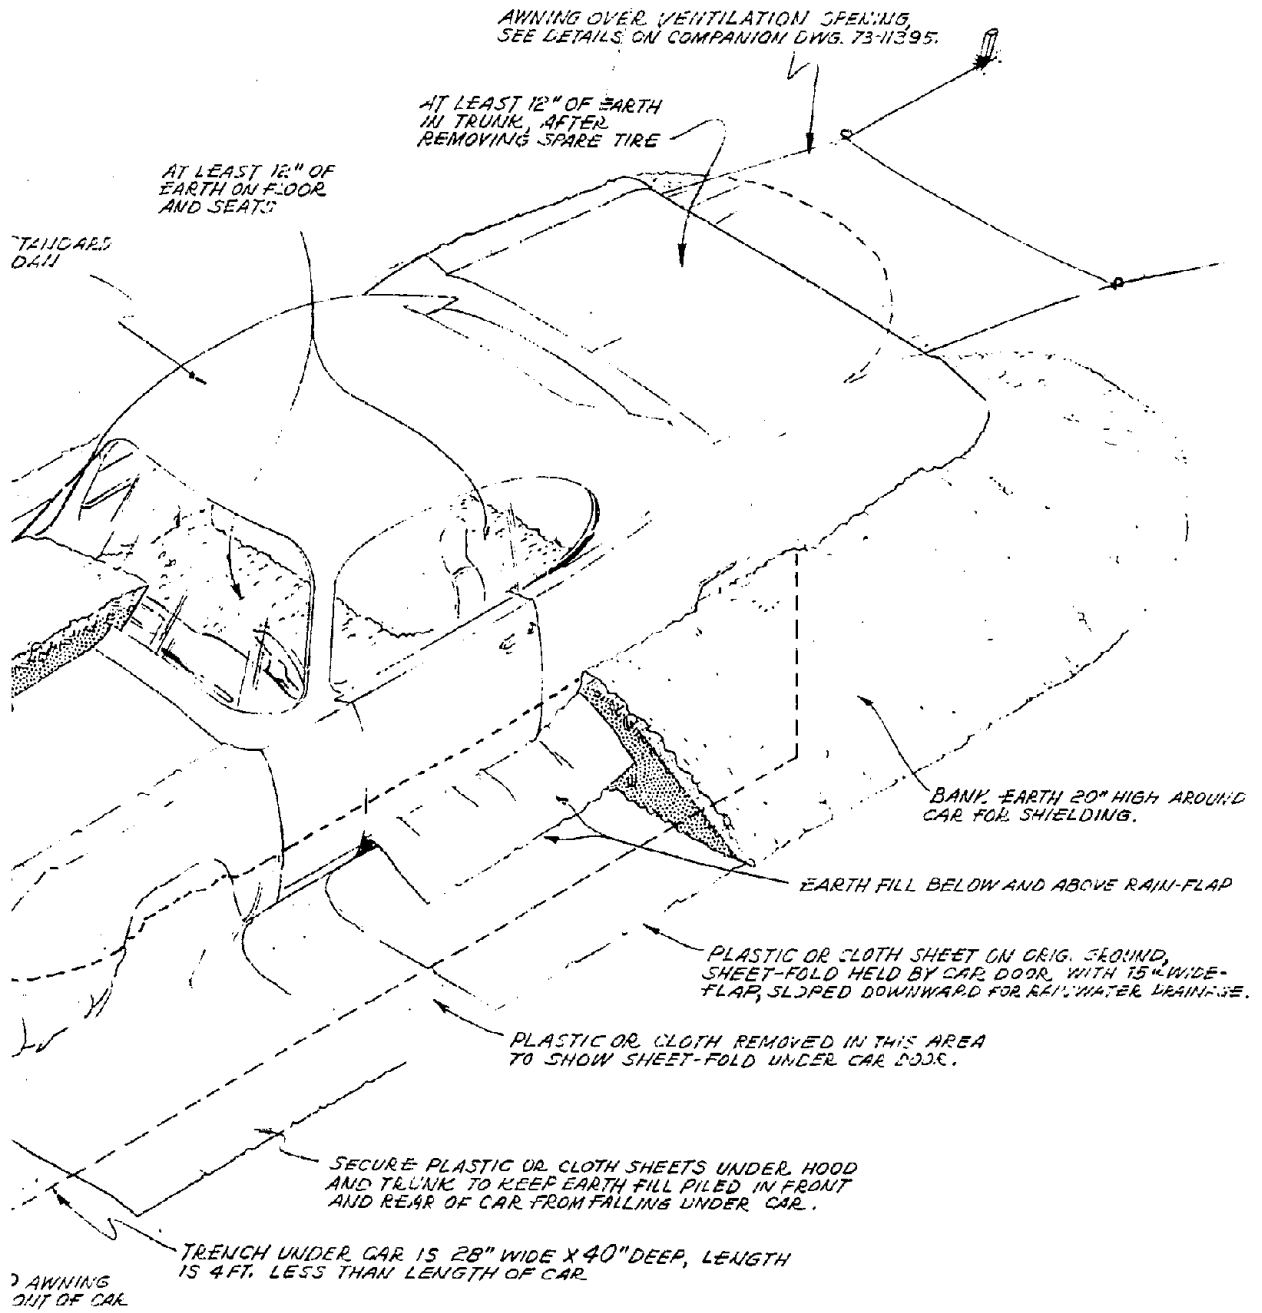 AWNING OVER VENTILATION OPENING,
SEE DETAILS ON COMPANION DWG. 73-11395.
AT LEAST 12" OF EARTH
IN TRUNK, AFTER
REMOVING SPARE TIRE
AT LEAST 12" OF
EARTH ON FLOOR
AND SEATS
TANDARD
DAN
BANK EARTH 20" HIGH AROUND
CAR FOR SHIELDING.
EARTH FILL BELOW AND ABOVE RAIN-FLAP
PLASTIC OR CLOTH SHEET ON ORIG. GROUND,
SHEET-FOLD HELD BY CAR DOOR WITH 15" WIDE-
FLAP, SLOPED DOWNWARD FOR RAINWATER DRAINAGE.
PLASTIC OR CLOTH REMOVED IN THIS AREA
TO SHOW SHEET-FOLD UNDER CAR DOOR.
SECURE PLASTIC OR CLOTH SHEETS UNDER HOOD
AND TRUNK TO KEEP EARTH FILL PILED IN FRONT
AND REAR OF CAR FROM FALLING UNDER CAR.
TRENCH UNDER CAR IS 28" WIDE X 40" DEEP, LENGTH
IS 4 FT. LESS THAN LENGTH OF CAR
AWNING
ONT OF CAR